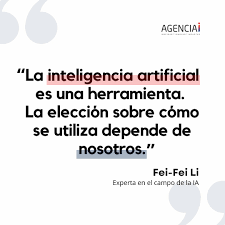 AGENCIAi
“La inteligencia artificial
es una herramienta.
La elección sobre cómo
se utiliza depende de
nosotros.”
Fei-Fei Li
Experta en el campo de la IA